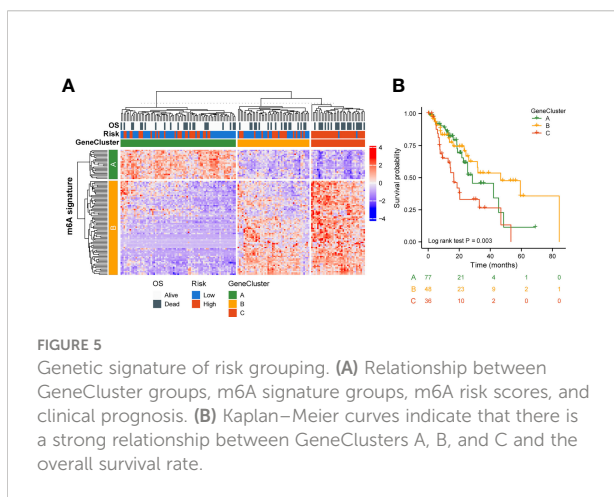 A
B
OS
Risk
GeneCluster
m6A signature
A
B
4
2
0
-2
-4
OS
Alive
Dead
Risk
Low
High
GeneCluster
A
B
C
GeneCluster
A
B
C
Survival probability
1.00
0.75
0.50
0.25
0.00
Log rank test P = 0.003
0 20 40 60 80
Time (months)
A 77 21 4 1 0
B 48 23 9 2 1
C 36 10 2 0 0
FIGURE 5
Genetic signature of risk grouping. (A) Relationship between
GeneCluster groups, m6A signature groups, m6A risk scores, and
clinical prognosis. (B) Kaplan–Meier curves indicate that there is
a strong relationship between GeneClusters A, B, and C and the
overall survival rate.